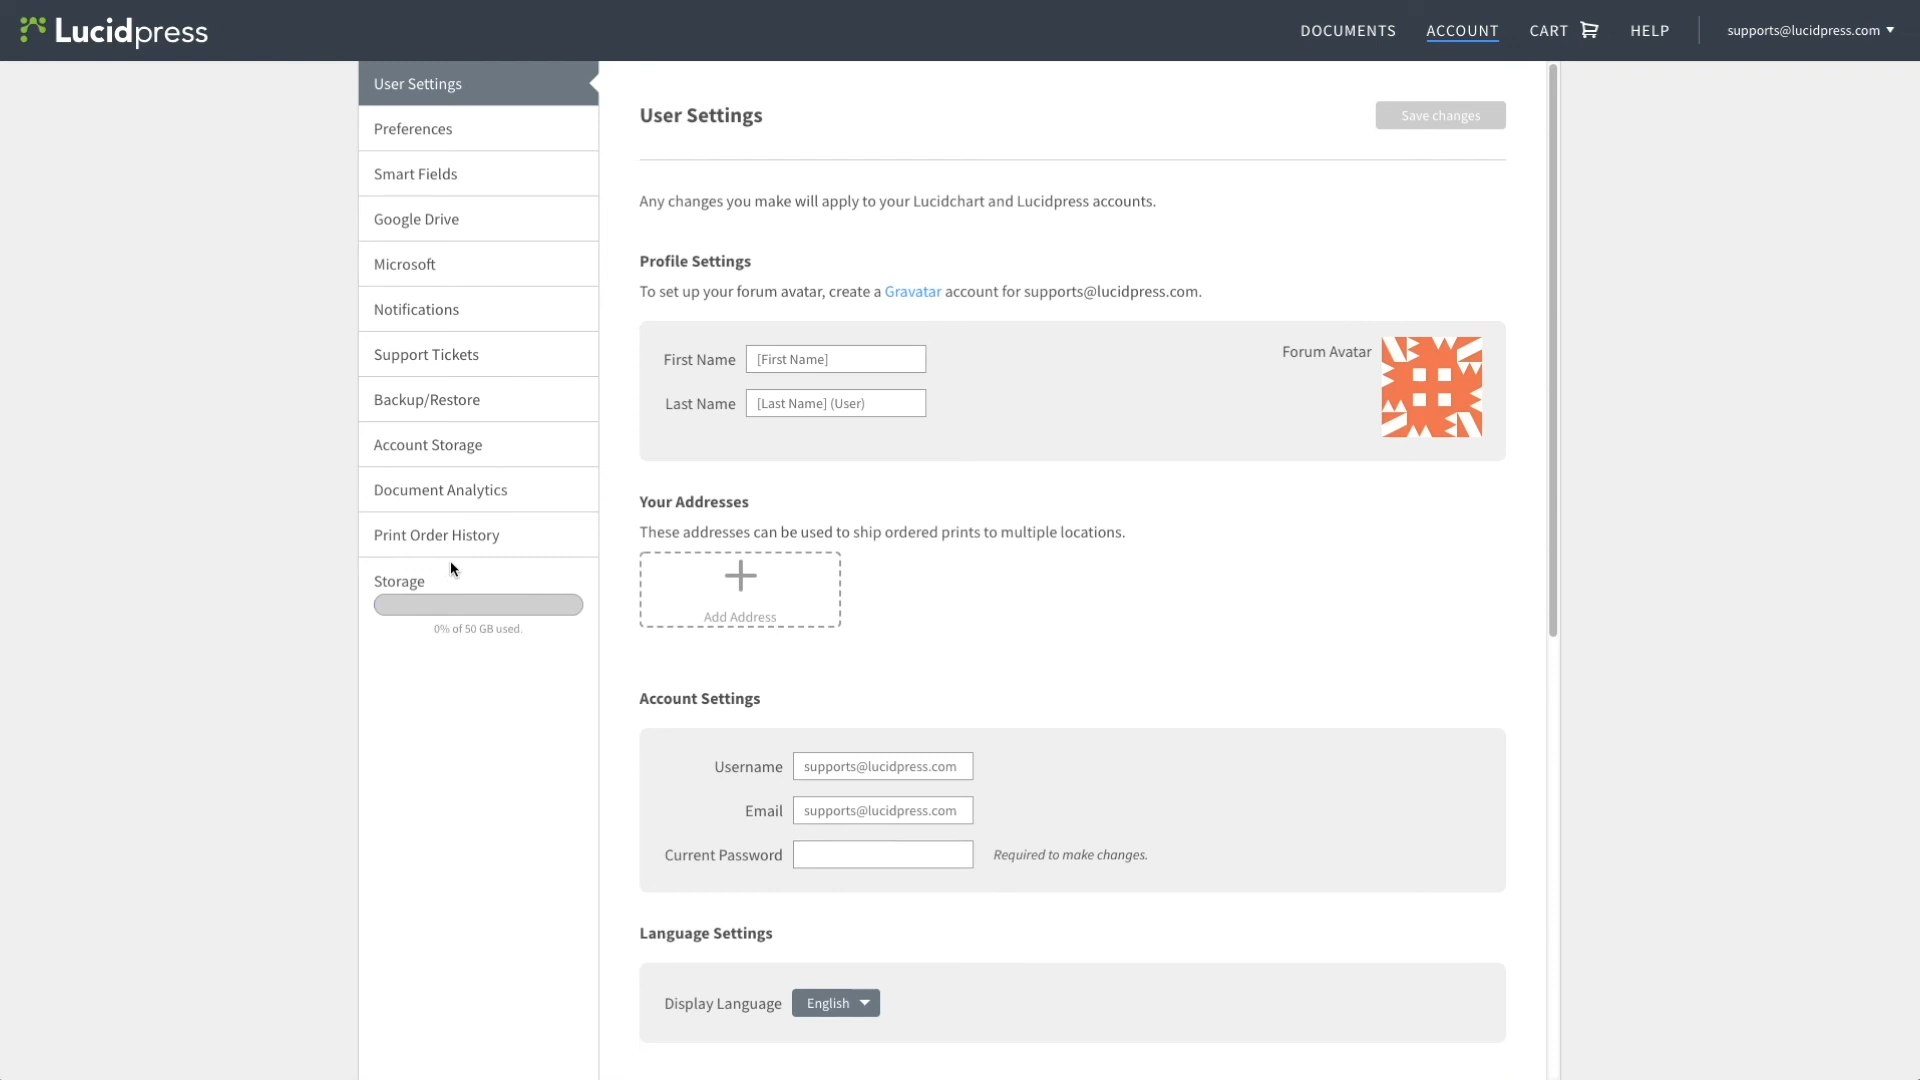 Lucidpress
DOCUMENTS
ACCOUNT
CART
HELP
supports@lucidpress.com
User Settings
Preferences
Smart Fields
Google Drive
Microsoft
Notifications
Support Tickets
Backup/Restore
Account Storage
Document Analytics
Print Order History
Storage
0% of 50 GB used.
User Settings
Save changes
Any changes you make will apply to your Lucidchart and Lucidpress accounts.
Profile Settings
To set up your forum avatar, create a Gravatar account for supports@lucidpress.com.
First Name [First Name]
Forum Avatar
Last Name [Last Name] (User)
Your Addresses
These addresses can be used to ship ordered prints to multiple locations.
Add Address
Account Settings
Username supports@lucidpress.com
Email supports@lucidpress.com
Current Password Required to make changes.
Language Settings
Display Language English